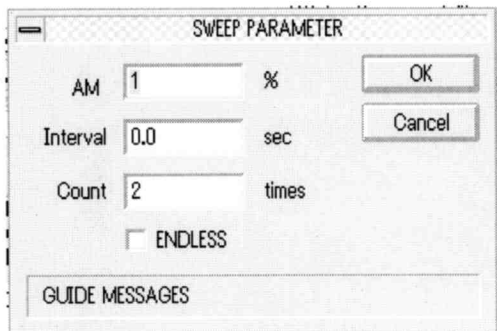 SWEEP PARAMETER
AM 1 % OK
Interval 0.0 sec Cancel
Count 2 times
ENDLESS
GUIDE MESSAGES